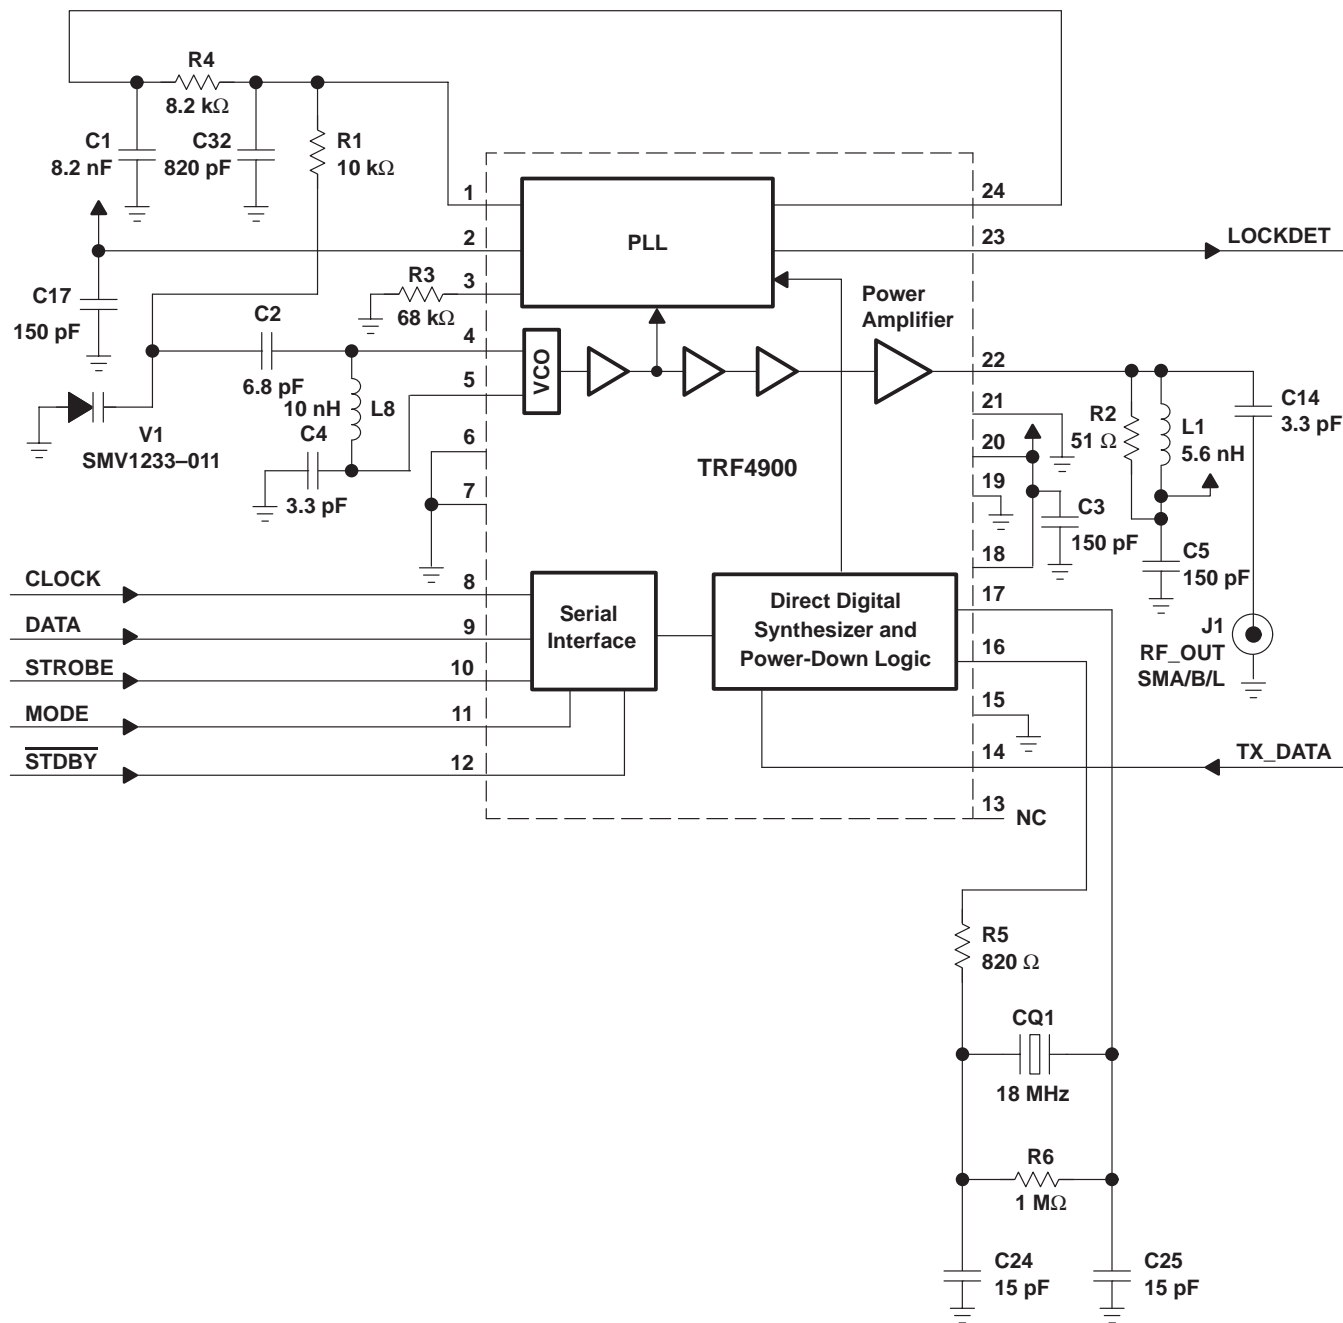 R4
8.2 kΩ
C1
8.2 nF
C32
820 pF
R1
10 kΩ
1
24
PLL
2
23
LOCKDET
3
R3
68 kΩ
C17
150 pF
C2
6.8 pF
Power
Amplifier
4
VCO
22
5
10 nH
L8
C4
3.3 pF
V1
SMV1233–011
6
7
TRF4900
21
20
19
18
R2
51 Ω
L1
5.6 nH
C14
3.3 pF
C3
150 pF
C5
150 pF
CLOCK
8
DATA
9
STROBE
10
MODE
11
STDBY
12
Serial
Interface
Direct Digital
Synthesizer and
Power-Down Logic
17
16
15
14
TX_DATA
13
NC
J1
RF_OUT
SMA/B/L
R5
820 Ω
CQ1
18 MHz
R6
1 MΩ
C24
15 pF
C25
15 pF